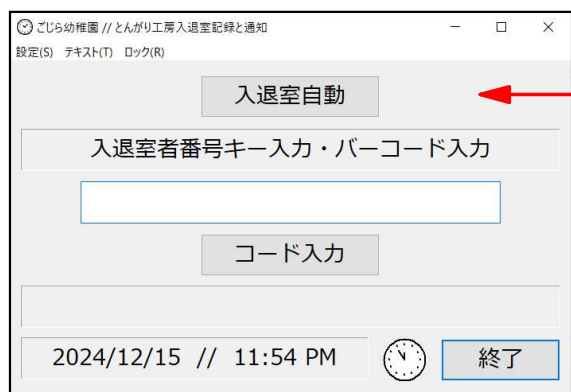 ごじら幼稚園 // とんがり工房入退室記録と通知
設定(S) テキスト(T) ロック(R)
入退室自動
入退室者番号キー入力・バーコード入力
コード入力
2024/12/15 // 11:54 PM
終了